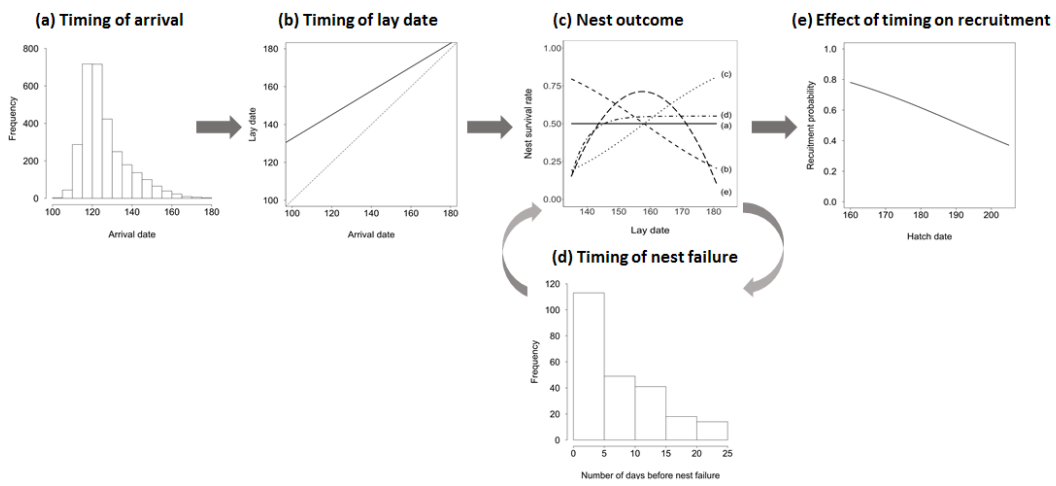 (a) Timing of arrival
800
600
400
200
0
Frequency
100 120 140 160 180
Arrival date
(b) Timing of lay date
180
160
140
120
100
Lay date
100 120 140 160 180
Arrival date
(c) Nest outcome
1.00
0.75
0.50
0.25
0.00
Nest survival rate
(c)
(d)
(a)
(b)
(e)
140 150 160 170 180
Lay date
(d) Timing of nest failure
120
100
80
60
40
20
0
Frequency
0 5 10 15 20 25
Number of days before nest failure
(e) Effect of timing on recruitment
1.0
0.8
0.6
0.4
0.2
0.0
Recuitment probability
160 170 180 190 200
Hatch date